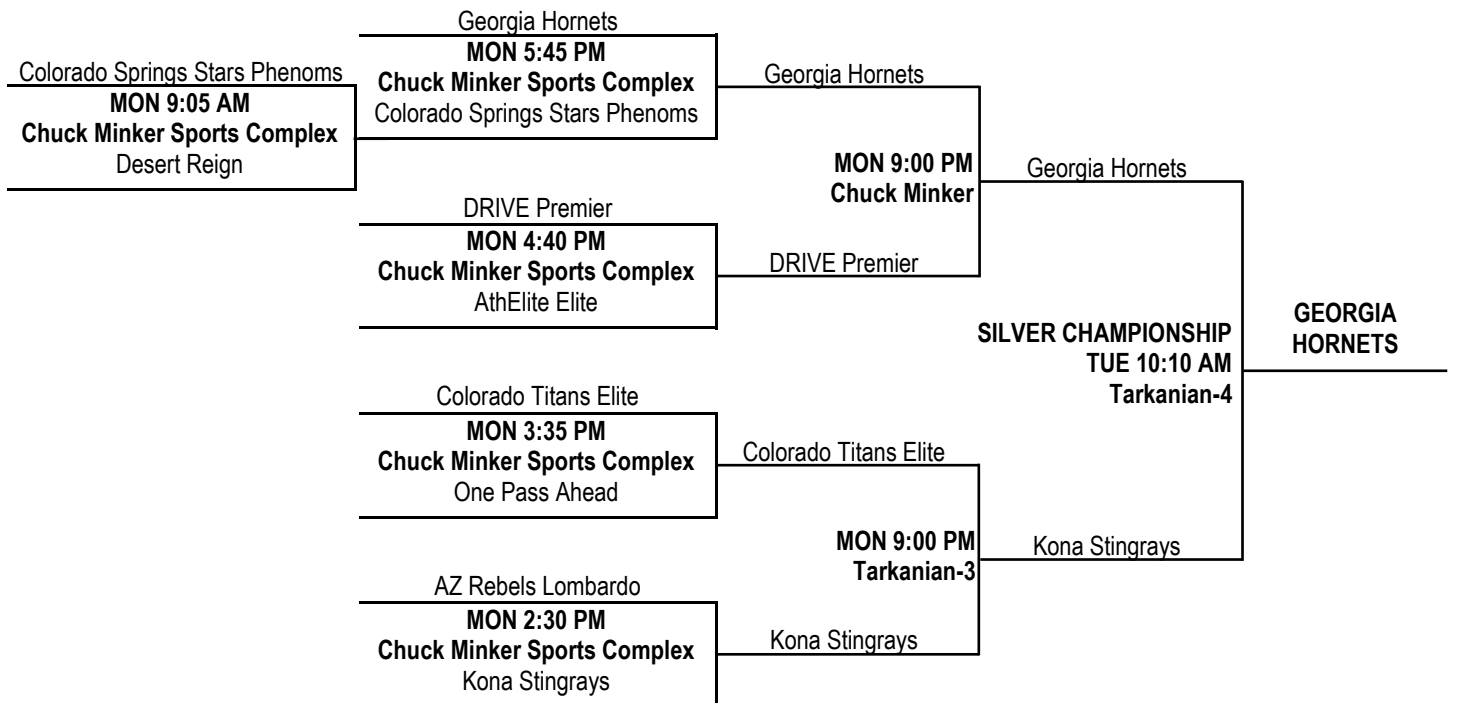 Colorado Springs Stars Phenoms
MON 9:05 AM
Chuck Minker Sports Complex
Desert Reign
Georgia Hornets
MON 5:45 PM
Chuck Minker Sports Complex
Colorado Springs Stars Phenoms
DRIVE Premier
MON 4:40 PM
Chuck Minker Sports Complex
AthElite Elite
Colorado Titans Elite
MON 3:35 PM
Chuck Minker Sports Complex
One Pass Ahead
AZ Rebels Lombardo
MON 2:30 PM
Chuck Minker Sports Complex
Kona Stingrays
Georgia Hornets
MON 9:00 PM
Chuck Minker
DRIVE Premier
Colorado Titans Elite
MON 9:00 PM
Tarkanian-3
Kona Stingrays
Georgia Hornets
SILVER CHAMPIONSHIP
TUE 10:10 AM
Tarkanian-4
Kona Stingrays
GEORGIA
HORNETS